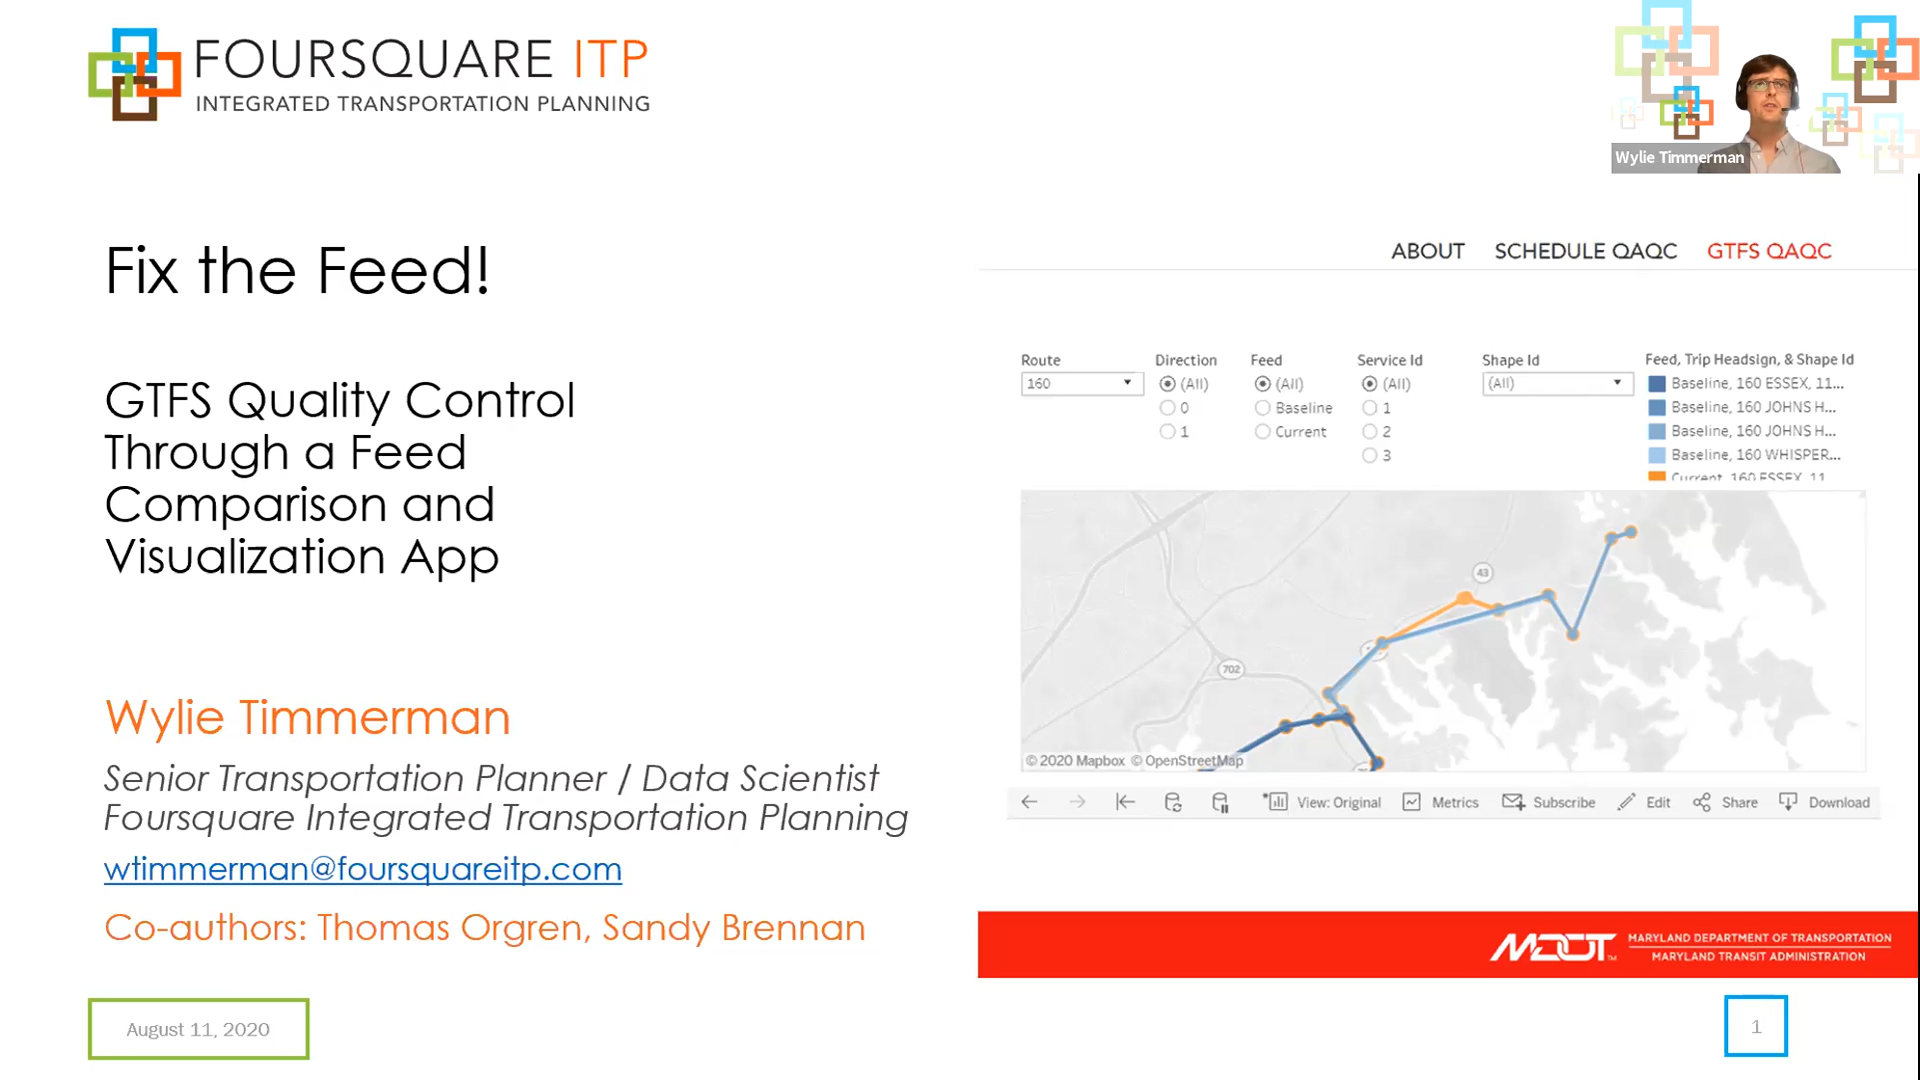 FOURSQUARE ITP
INTEGRATED TRANSPORTATION PLANNING
Wylie Timmerman
Fix the Feed!
GTFS Quality Control
Through a Feed
Comparison and
Visualization App
Wylie Timmerman
Senior Transportation Planner / Data Scientist
Foursquare Integrated Transportation Planning
wtimmerman@foursquareitp.com
Co-authors: Thomas Orgren, Sandy Brennan
August 11, 2020
ABOUT SCHEDULE QAQC GTFS QAQC
Route Direction Feed Service Id Shape Id Feed, Trip Headsign, & Shape Id
160 (All) (All) (All) (All) Baseline, 160 ESSEX, 11...
0 Baseline 1 Baseline, 160 JOHNS H...
1 Current 2 Baseline, 160 JOHNS H...
3 Baseline, 160 WHISPER...
Current, 160 ESSEX, 11
43
702
© 2020 Mapbox © OpenStreetMap
View: Original Metrics Subscribe Edit Share Download
MDOT™ MARYLAND DEPARTMENT OF TRANSPORTATION
MARYLAND TRANSIT ADMINISTRATION
1